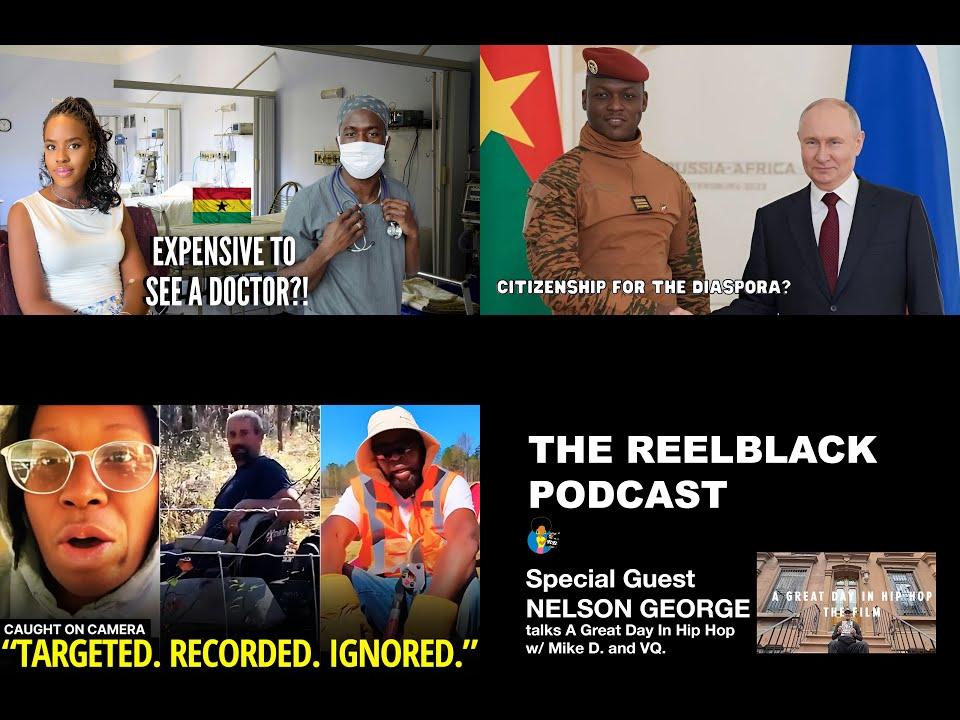 EXPENSIVE TO
SEE A DOCTOR?!
RUSSIA-AFRICA
CITIZENSHIP FOR THE DIASPORA?
CAUGHT ON CAMERA
“TARGETED. RECORDED. IGNORED.”
THE REELBLACK
PODCAST
Special Guest
NELSON GEORGE
talks A Great Day In Hip Hop
w/ Mike D. and VQ.
A GREAT DAY IN HIP HOP
THE FILM